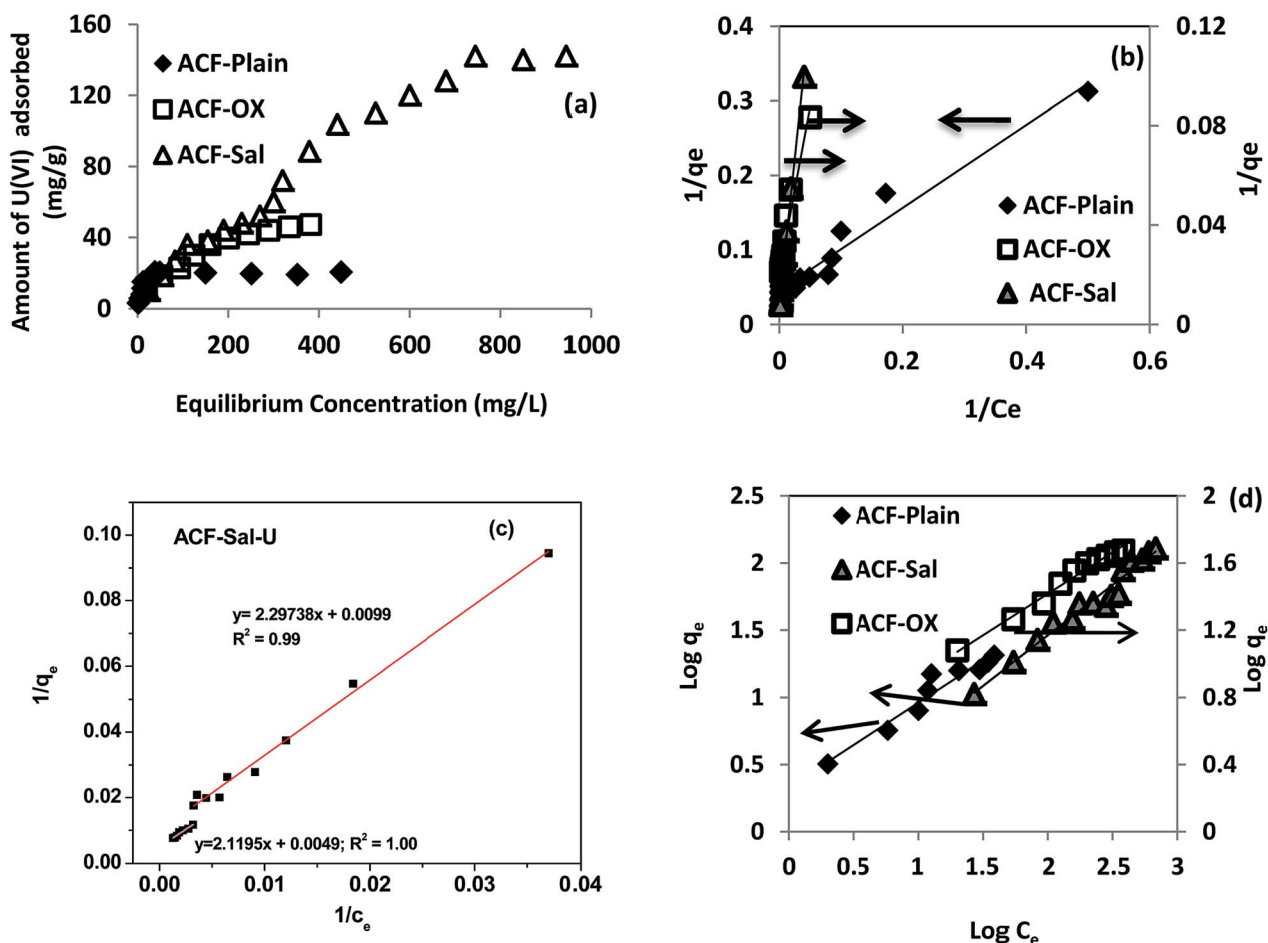 160
120
80
40
0
0
200
400
600
800
1000
Amount of U(VI) adsorbed
(mg/g)
Equilibrium Concentration (mg/L)
ACF-Plain
ACF-OX
ACF-Sal
(a)
0.4
0.3
0.2
0.1
0
0.12
0.08
0.04
0
0
0.2
0.4
0.6
1/qe
1/qe
1/Ce
(b)
ACF-Plain
ACF-OX
ACF-Sal
0.10
0.08
0.06
0.04
0.02
0.00
0.00
0.01
0.02
0.03
0.04
1/qe
1/ce
ACF-Sal-U
(c)
y= 2.29738x + 0.0099
R² = 0.99
y=2.1195x + 0.0049; R² = 1.00
2.5
2
1.5
1
0.5
0
2
1.6
1.2
0.8
0.4
0
0
0.5
1
1.5
2
2.5
3
Log qe
Log qe
Log Ce
(d)
ACF-Plain
ACF-Sal
ACF-OX